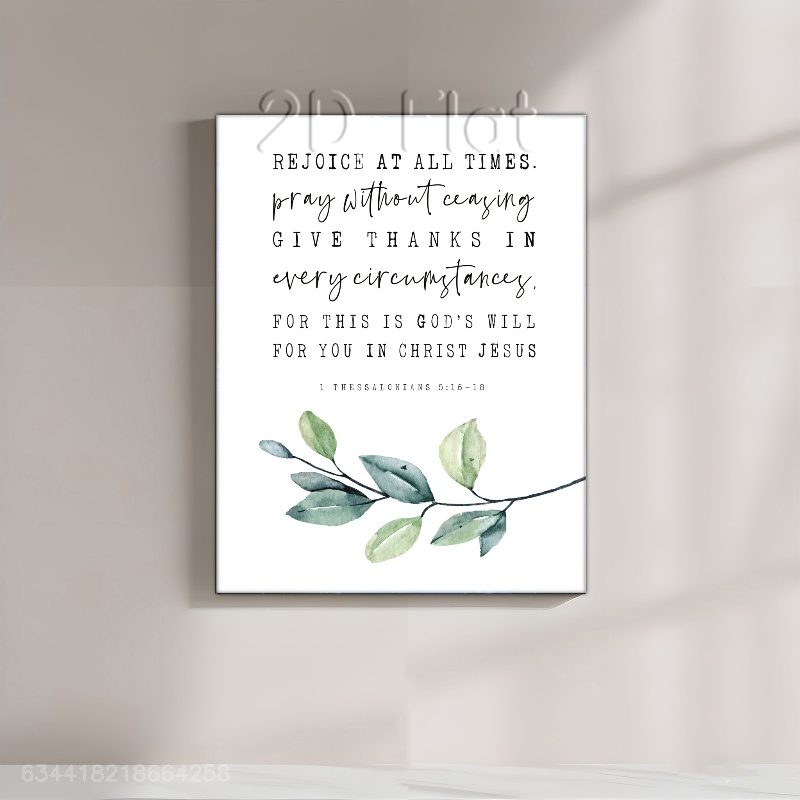 2D Flat
REJOICE AT ALL TIMES.
pray without ceasing
GIVE THANKS IN
every circumstances,
FOR THIS IS GOD'S WILL
FOR YOU IN CHRIST JESUS
1 THESSALONIANS 5:16-18
634418218664258